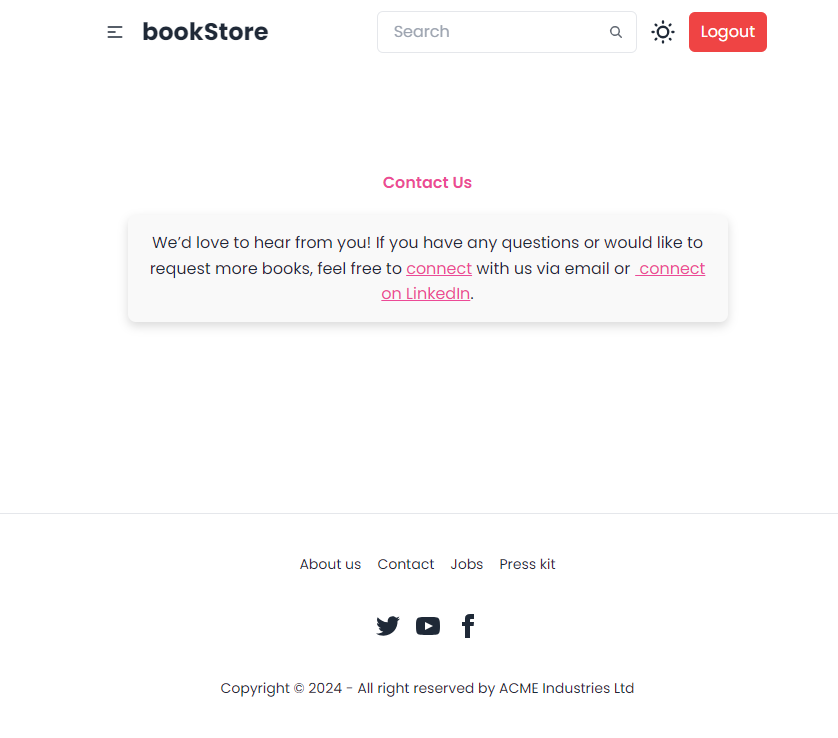 bookStore
Search
Logout
Contact Us
We’d love to hear from you! If you have any questions or would like to
request more books, feel free to connect with us via email or connect
on LinkedIn.
About us
Contact
Jobs
Press kit
Copyright © 2024 - All right reserved by ACME Industries Ltd